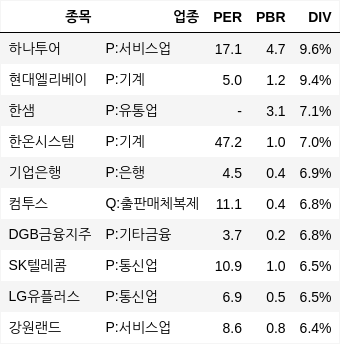 종목 업종 PER PBR DIV
하나투어 P:서비스업 17.1 4.7 9.6%
현대엘리베이 P:기계 5.0 1.2 9.4%
한샘 P:유통업 - 3.1 7.1%
한온시스템 P:기계 47.2 1.0 7.0%
기업은행 P:은행 4.5 0.4 6.9%
컴투스 Q:출판매체복제 11.1 0.4 6.8%
DGB금융지주 P:기타금융 3.7 0.2 6.8%
SK텔레콤 P:통신업 10.9 1.0 6.5%
LG유플러스 P:통신업 6.9 0.5 6.5%
강원랜드 P:서비스업 8.6 0.8 6.4%